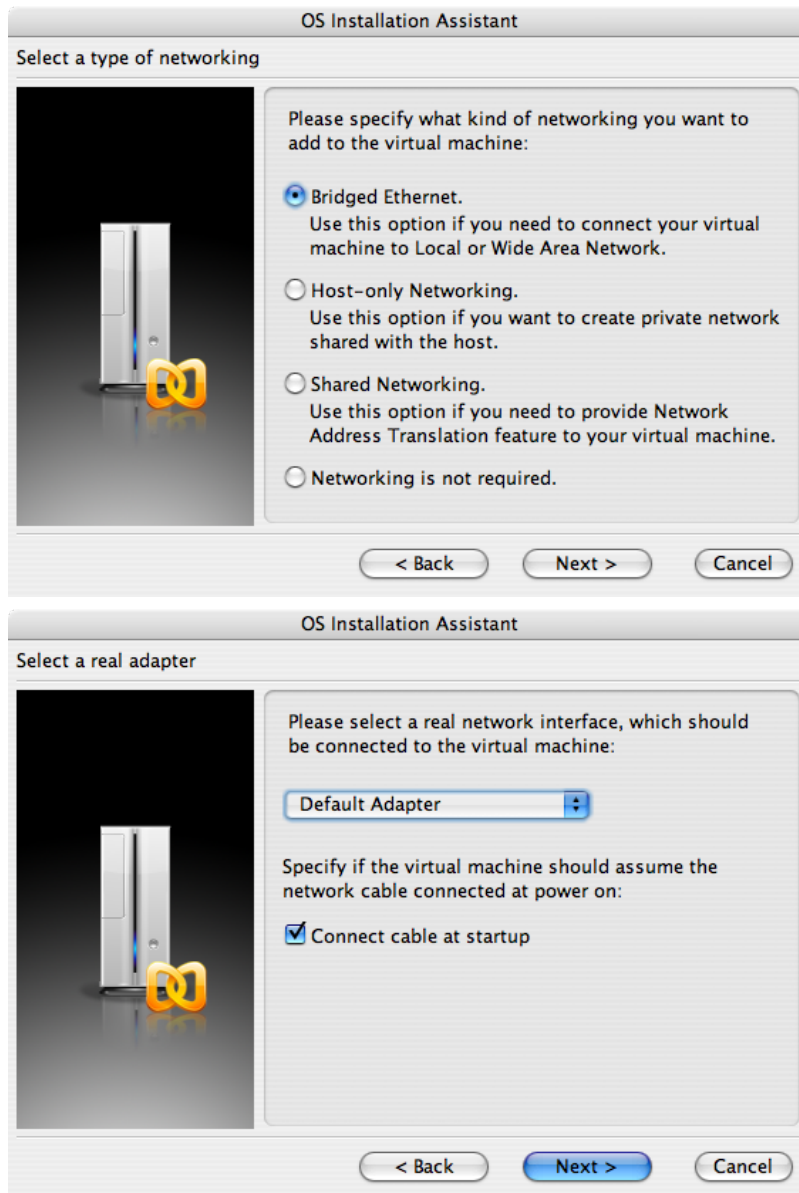 OS Installation Assistant
Select a type of networking
Please specify what kind of networking you want to
add to the virtual machine:
Bridged Ethernet.
Use this option if you need to connect your virtual
machine to Local or Wide Area Network.
Host-only Networking.
Use this option if you want to create private network
shared with the host.
Shared Networking.
Use this option if you need to provide Network
Address Translation feature to your virtual machine.
Networking is not required.
< Back
Next >
Cancel
OS Installation Assistant
Select a real adapter
Please select a real network interface, which should
be connected to the virtual machine:
Default Adapter
Specify if the virtual machine should assume the
network cable connected at power on:
Connect cable at startup
< Back
Next >
Cancel